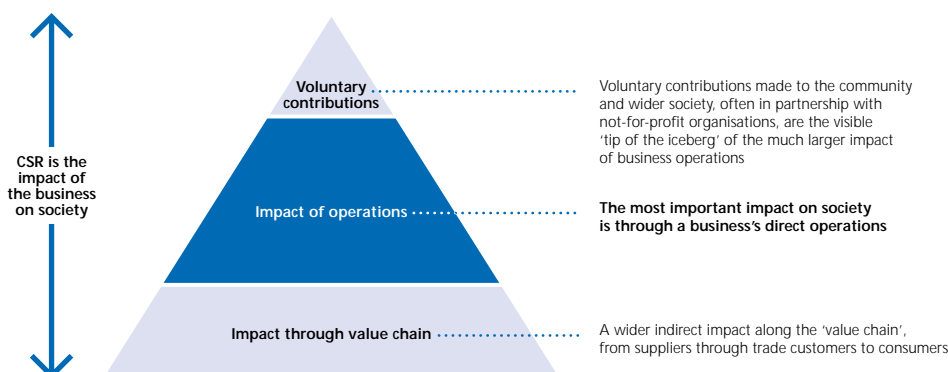 CSR is the
impact of
the business
on society
Voluntary
contributions
Voluntary contributions made to the community
and wider society, often in partnership with
not-for-profit organisations, are the visible
‘tip of the iceberg’ of the much larger impact
of business operations
Impact of operations
The most important impact on society
is through a business’s direct operations
Impact through value chain
A wider indirect impact along the ‘value chain’,
from suppliers through trade customers to consumers